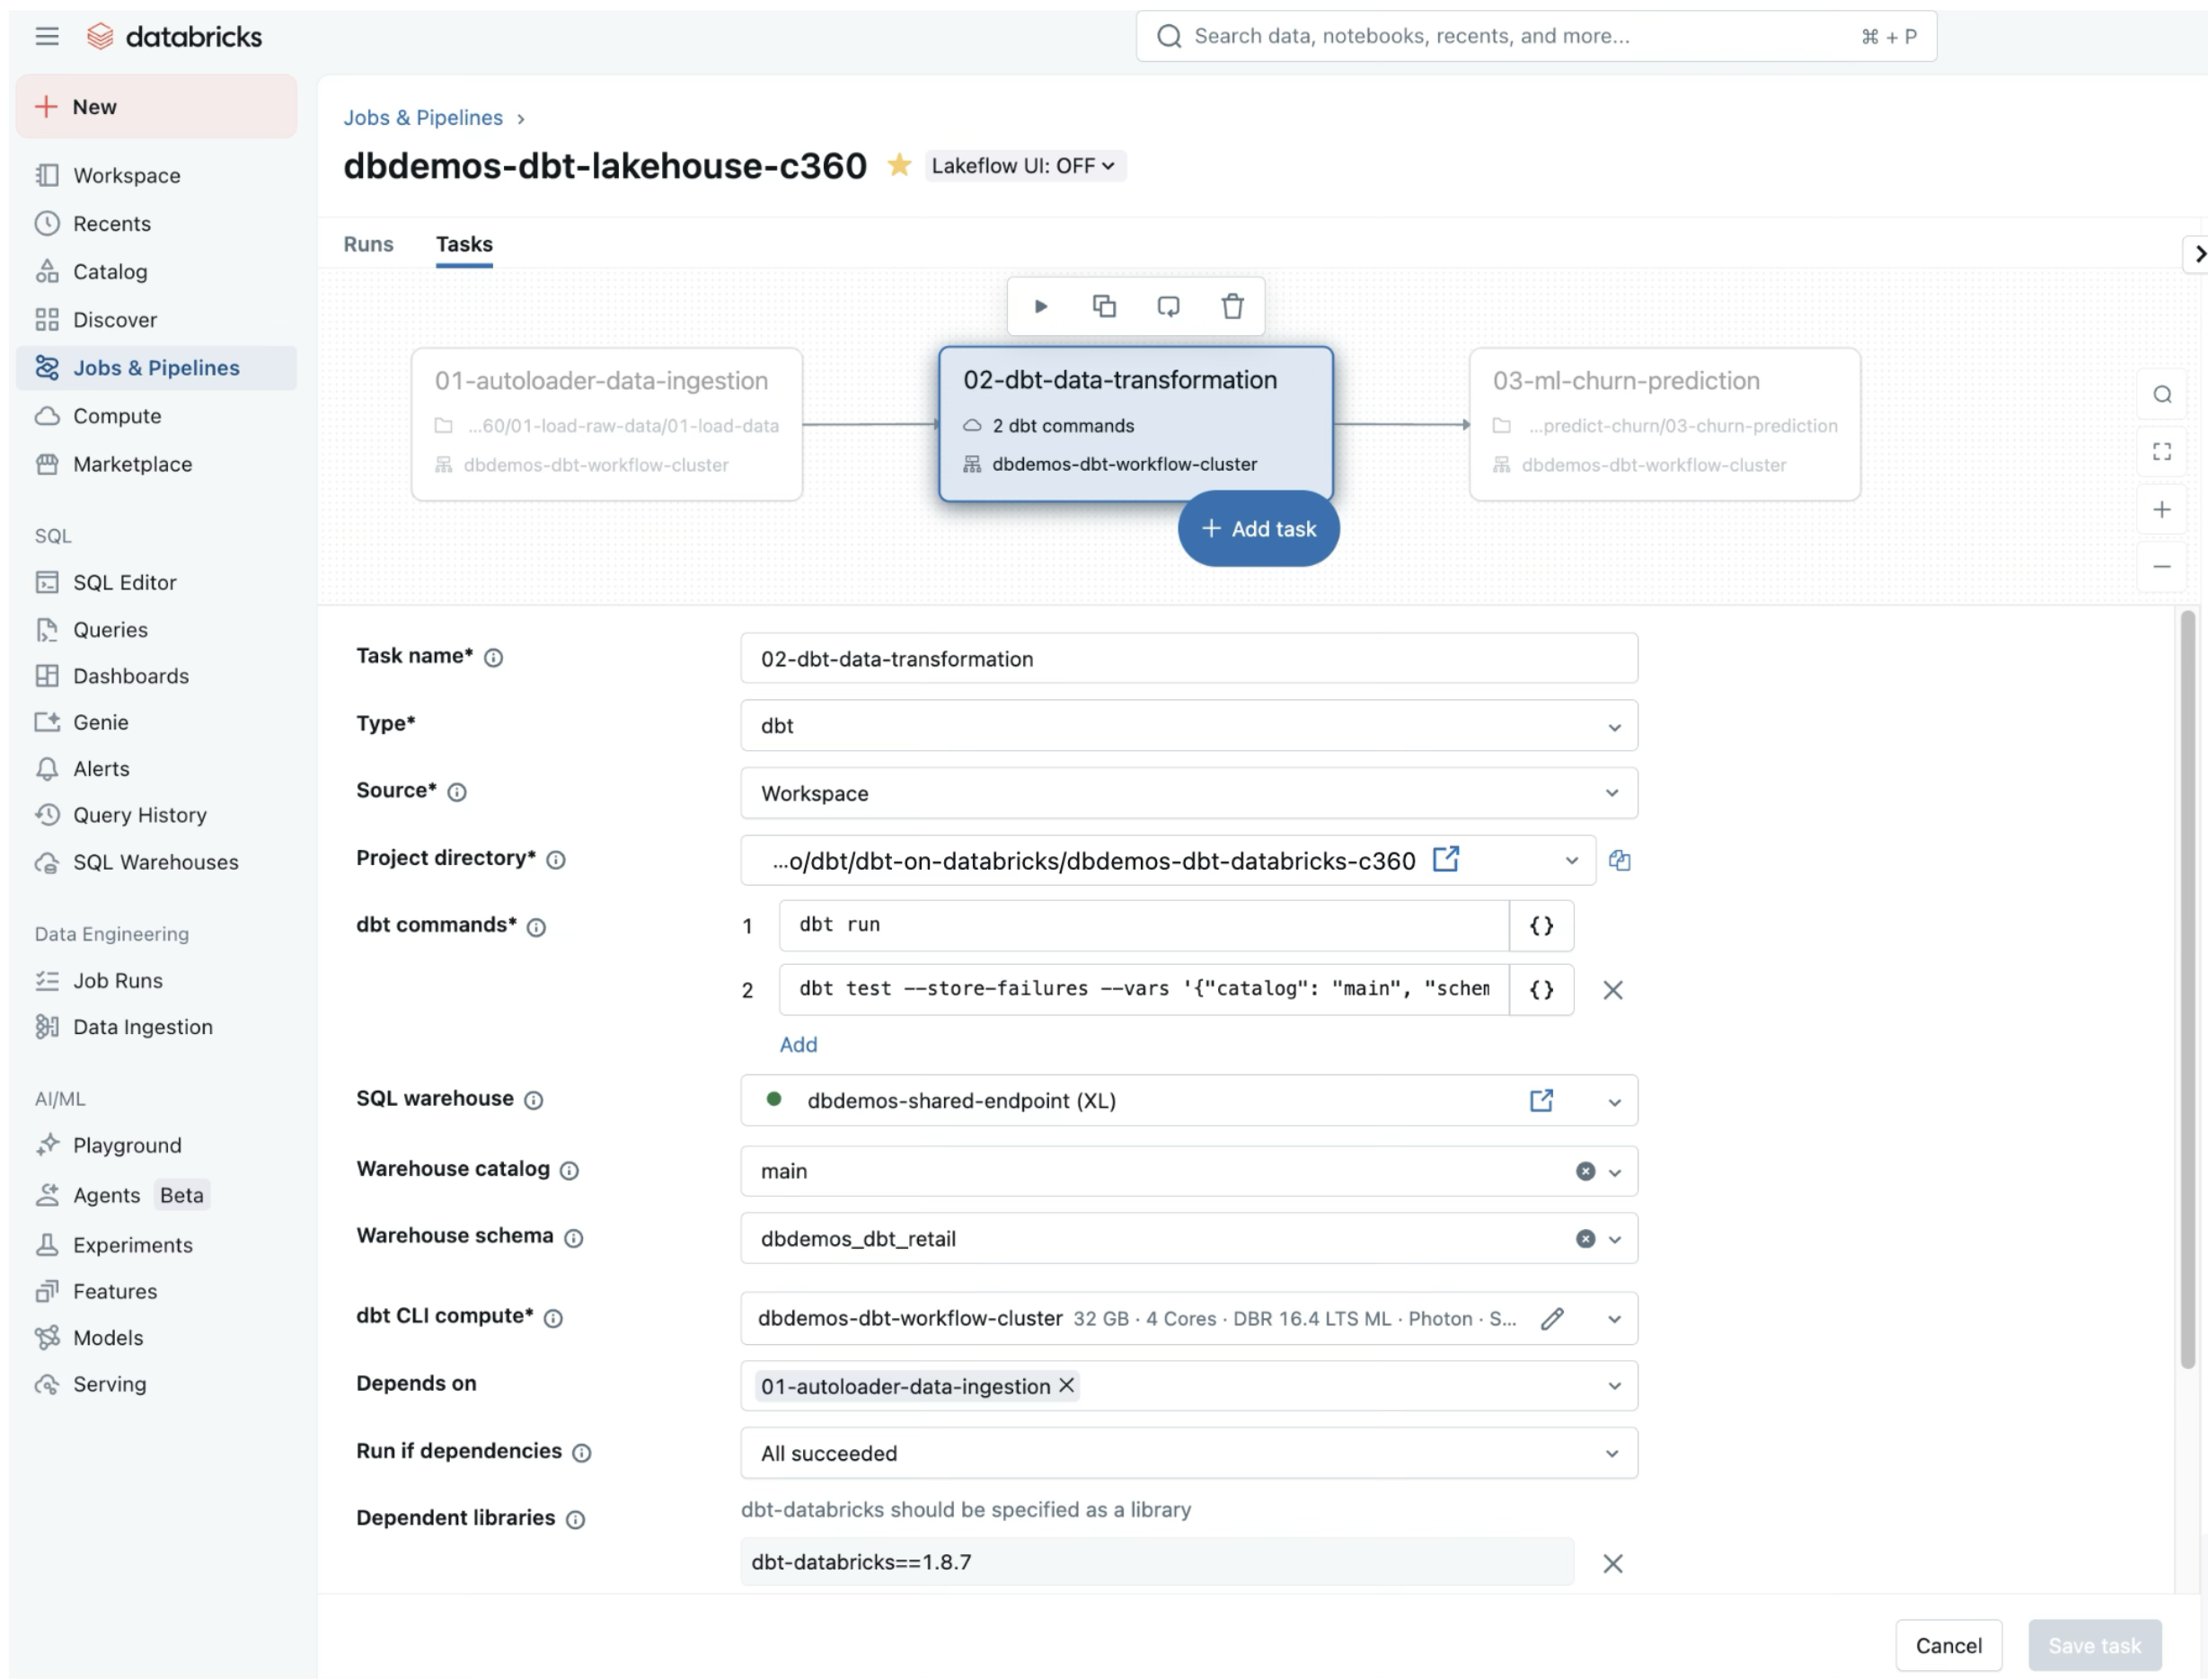 databricks
Search data, notebooks, recents, and more...
⌘ + P
New
Workspace
Recents
Catalog
Discover
Jobs & Pipelines
Compute
Marketplace
SQL
SQL Editor
Queries
Dashboards
Genie
Alerts
Query History
SQL Warehouses
Data Engineering
Job Runs
Data Ingestion
AI/ML
Playground
Agents Beta
Experiments
Features
Models
Serving
Jobs & Pipelines ›
dbdemos-dbt-lakehouse-c360
Lakeflow UI: OFF
Runs Tasks
01-autoloader-data-ingestion
...60/01-load-raw-data/01-load-data
dbdemos-dbt-workflow-cluster
02-dbt-data-transformation
2 dbt commands
dbdemos-dbt-workflow-cluster
03-ml-churn-prediction
...predict-churn/03-churn-prediction
dbdemos-dbt-workflow-cluster
+ Add task
Task name* 02-dbt-data-transformation
Type* dbt
Source* Workspace
Project directory* ...o/dbt/dbt-on-databricks/dbdemos-dbt-databricks-c360
dbt commands* 1 dbt run {}
2 dbt test --store-failures --vars '{"catalog": "main", "schem {}
Add
SQL warehouse dbdemos-shared-endpoint (XL)
Warehouse catalog main
Warehouse schema dbdemos_dbt_retail
dbt CLI compute* dbdemos-dbt-workflow-cluster 32 GB · 4 Cores · DBR 16.4 LTS ML · Photon · S...
Depends on 01-autoloader-data-ingestion
Run if dependencies All succeeded
Dependent libraries dbt-databricks should be specified as a library
dbt-databricks==1.8.7
Cancel Save task